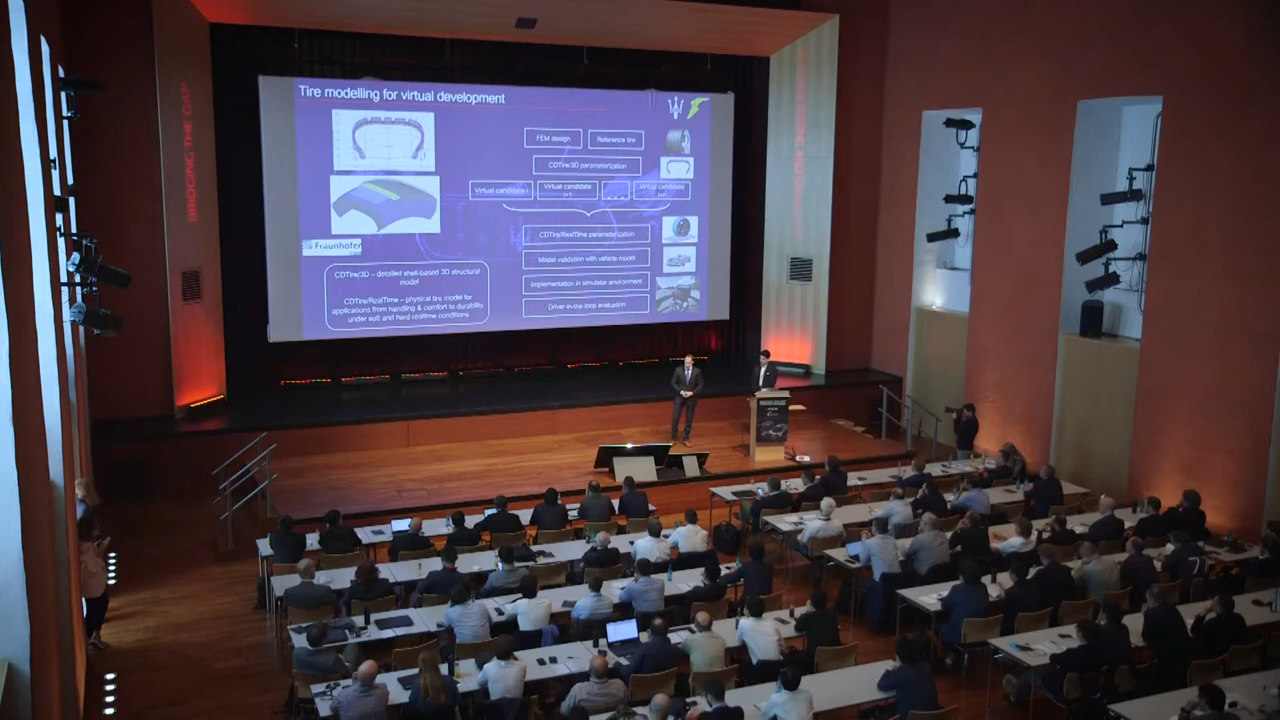 Tire modelling for virtual development
FEM design
Reference tire
CDTire/3D parameterization
Virtual candidate i
Virtual candidate
i+1
Virtual candidate
CDTire/RealTime parameterization
Model validation with vehicle model
Implementation in simulator environment
Driver-in-the-loop evaluation
Fraunhofer
CDTire/3D – detailed shell-based 3D structural
model
CDTire/RealTime – physical tire model for
applications from handling & comfort to durability
under soft and hard realtime conditions
BRIDGING THE GAP